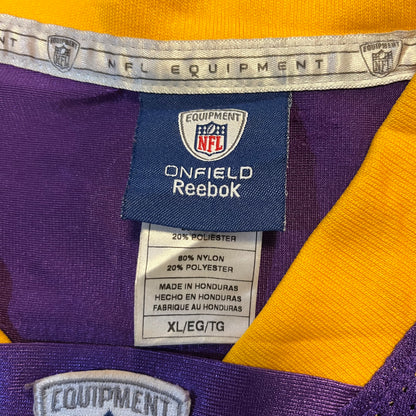 NFL EQUIPMENT
EQUIPMENT
NFL
ONFIELD
Reebok
20% POLIESTER
80% NYLON
20% POLYESTER
MADE IN HONDURAS
HECHO EN HONDURAS
FABRIQUE AU HONDURAS
XL/EG/TG
EQUIPMENT